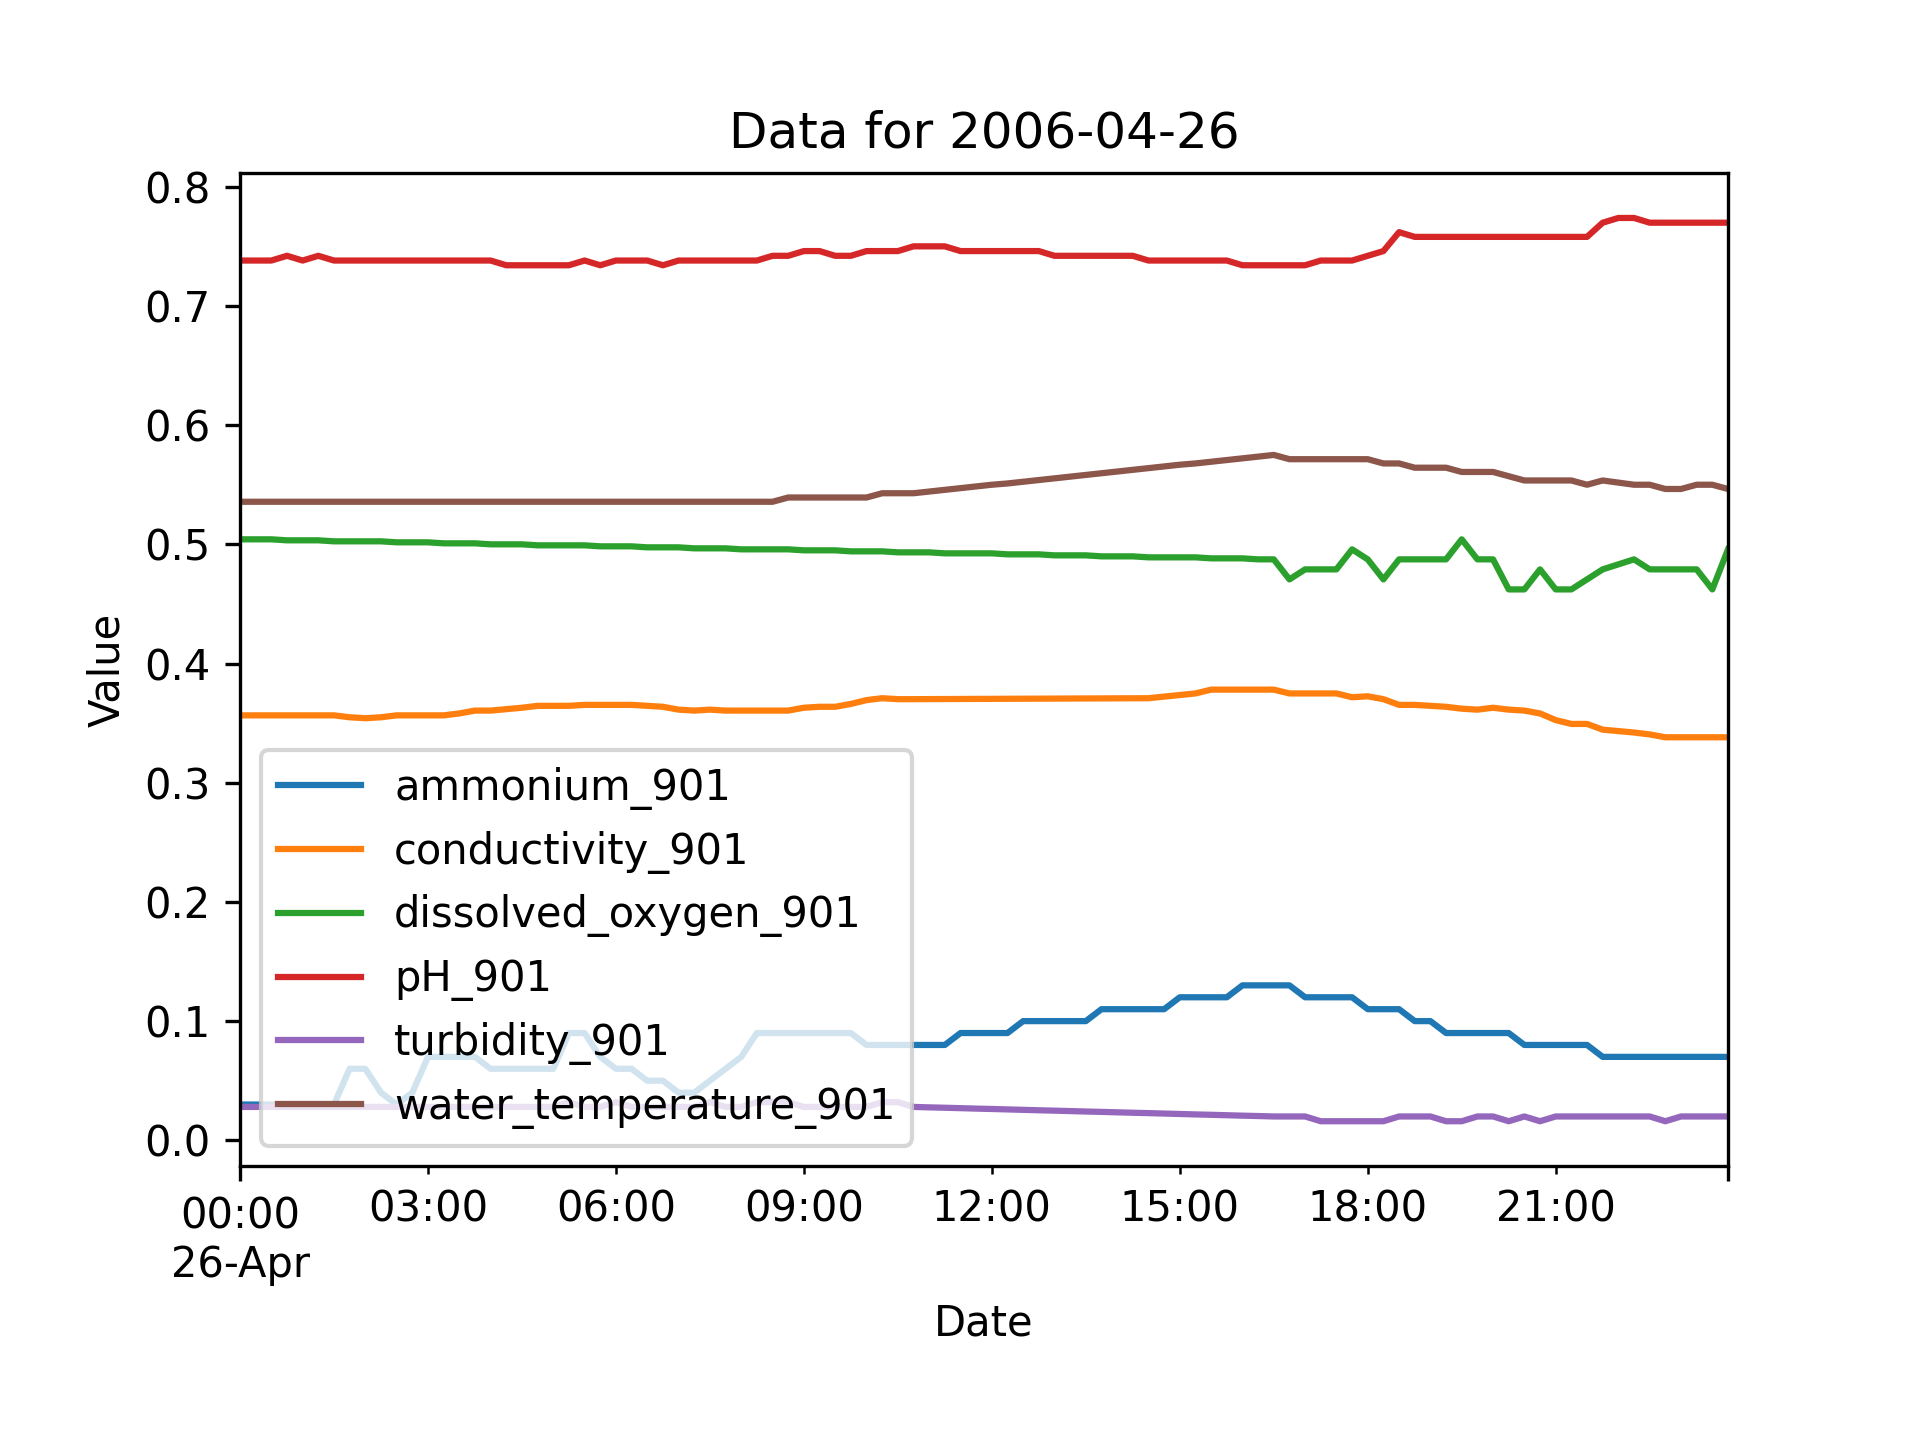 Data for 2006-04-26
0.8
0.7
0.6
0.5
0.4
0.3
0.2
0.1
0.0
Value
ammonium_901
conductivity_901
dissolved_oxygen_901
pH_901
turbidity_901
water_temperature_901
00:00 03:00 06:00 09:00 12:00 15:00 18:00 21:00
26-Apr
Date